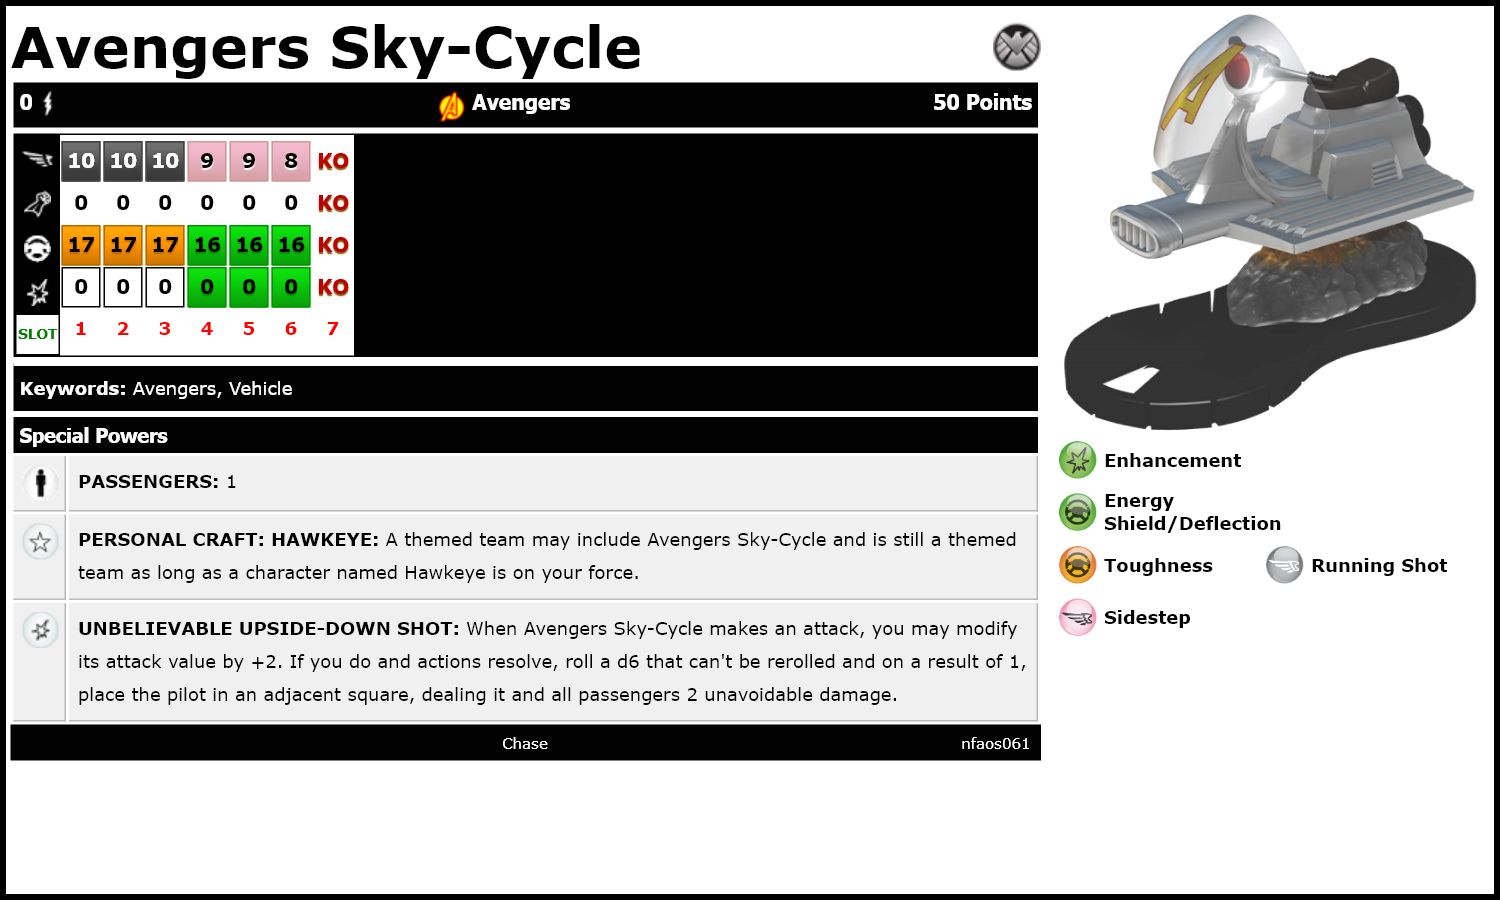 Avengers Sky-Cycle
0 Avengers 50 Points
10 10 10 9 9 8 KO
0 0 0 0 0 0 KO
17 17 17 16 16 16 KO
0 0 0 0 0 0 KO
SLOT 1 2 3 4 5 6 7
Keywords: Avengers, Vehicle
Special Powers
PASSENGERS: 1
PERSONAL CRAFT: HAWKEYE: A themed team may include Avengers Sky-Cycle and is still a themed
team as long as a character named Hawkeye is on your force.
UNBELIEVABLE UPSIDE-DOWN SHOT: When Avengers Sky-Cycle makes an attack, you may modify
its attack value by +2. If you do and actions resolve, roll a d6 that can't be rerolled and on a result of 1,
place the pilot in an adjacent square, dealing it and all passengers 2 unavoidable damage.
Chase nfaos061
A
Enhancement
Energy
Shield/Deflection
Toughness Running Shot
Sidestep